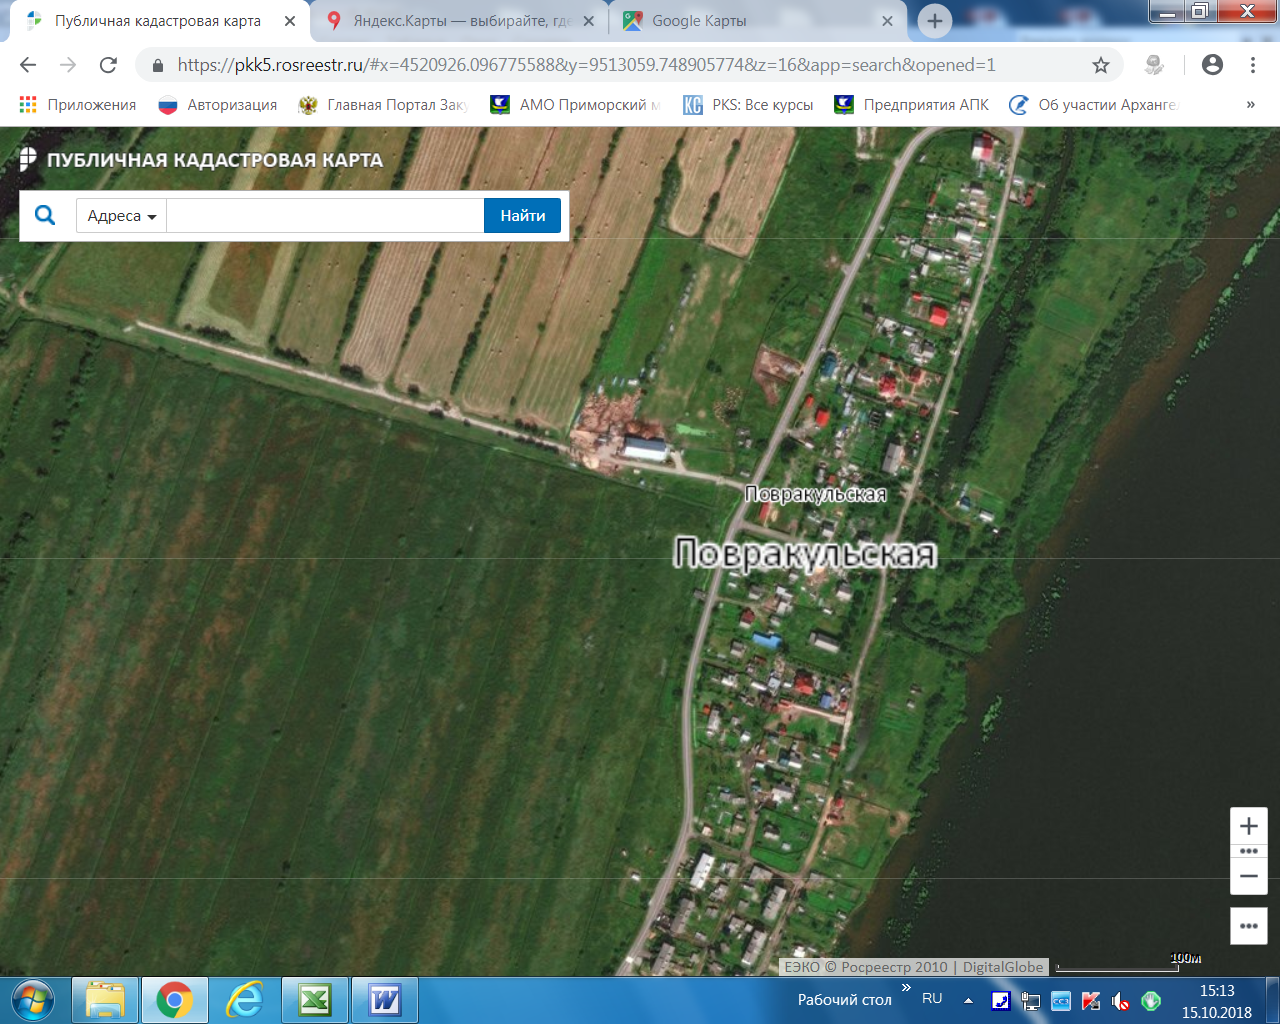 Публичная кадастровая карта
Яндекс.Карты — выбирайте, где
Google Карты
https://pkk5.rosreestr.ru/#x=4520926.096775588&y=9513059.748905774&z=16&app=search&opened=1
Приложения
Авторизация
Главная Портал Заку
АМО Приморский м
PKS: Все курсы
Предприятия АПК
Об участии Арханге
»
ПУБЛИЧНАЯ КАДАСТРОВАЯ КАРТА
Адреса
Найти
Повракульская
Повракульская
100м
ЕЭКО © Росреестр 2010 | DigitalGlobe
Рабочий стол
»
RU
15:13
15.10.2018